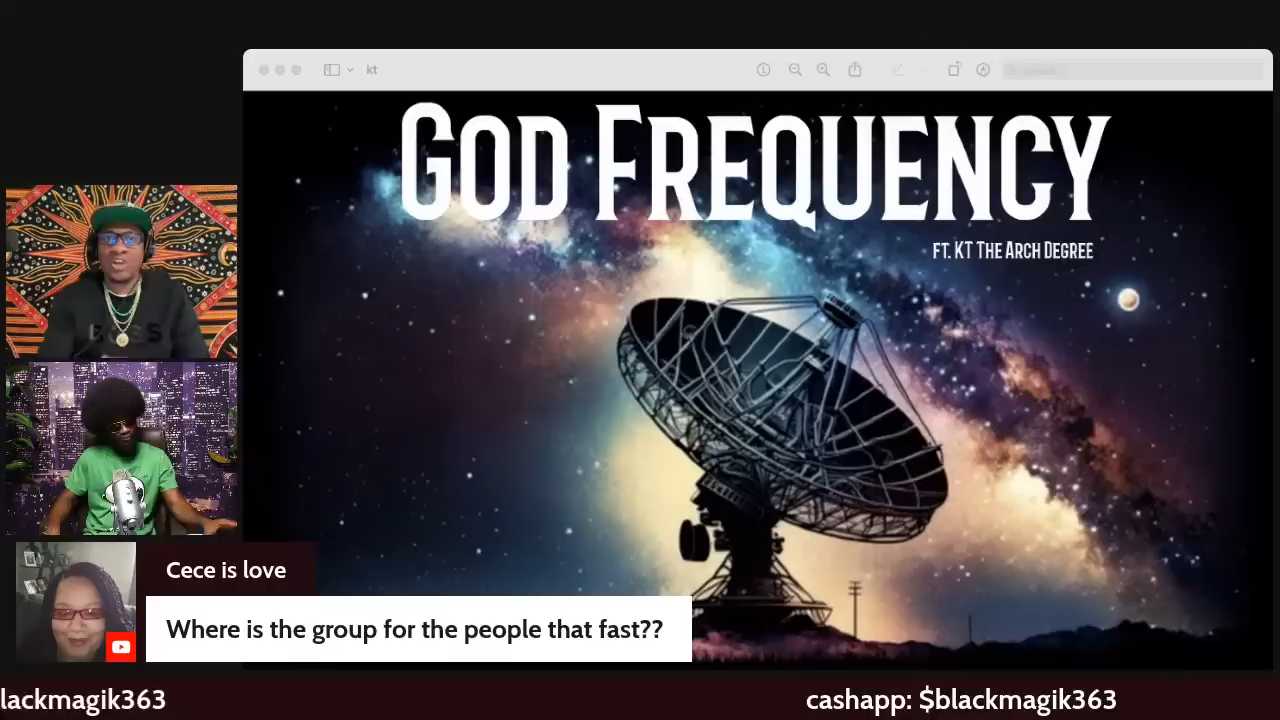 kt
GOD FREQUENCY
FT. KT THE ARCH DEGREE
Cece is love
Where is the group for the people that fast??
lackmagik363
cashapp: $blackmagik363